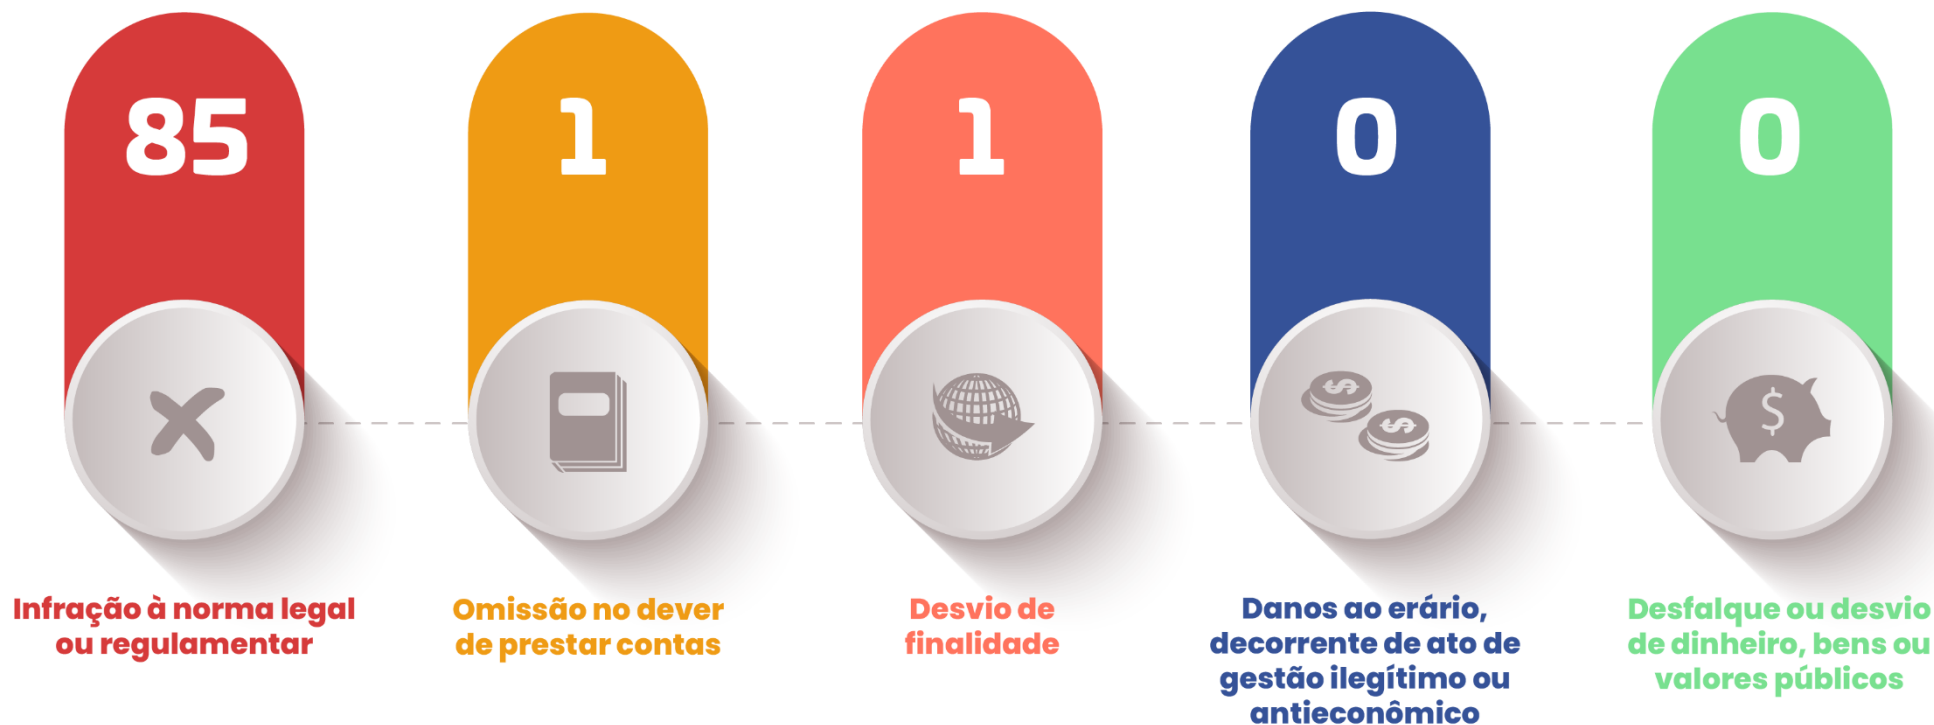 85
Infração à norma legal
ou regulamentar
1
Omissão no dever
de prestar contas
1
Desvio de
finalidade
0
Danos ao erário,
decorrente de ato de
gestão ilegítimo ou
antieconômico
0
Desfalque ou desvio
de dinheiro, bens ou
valores públicos